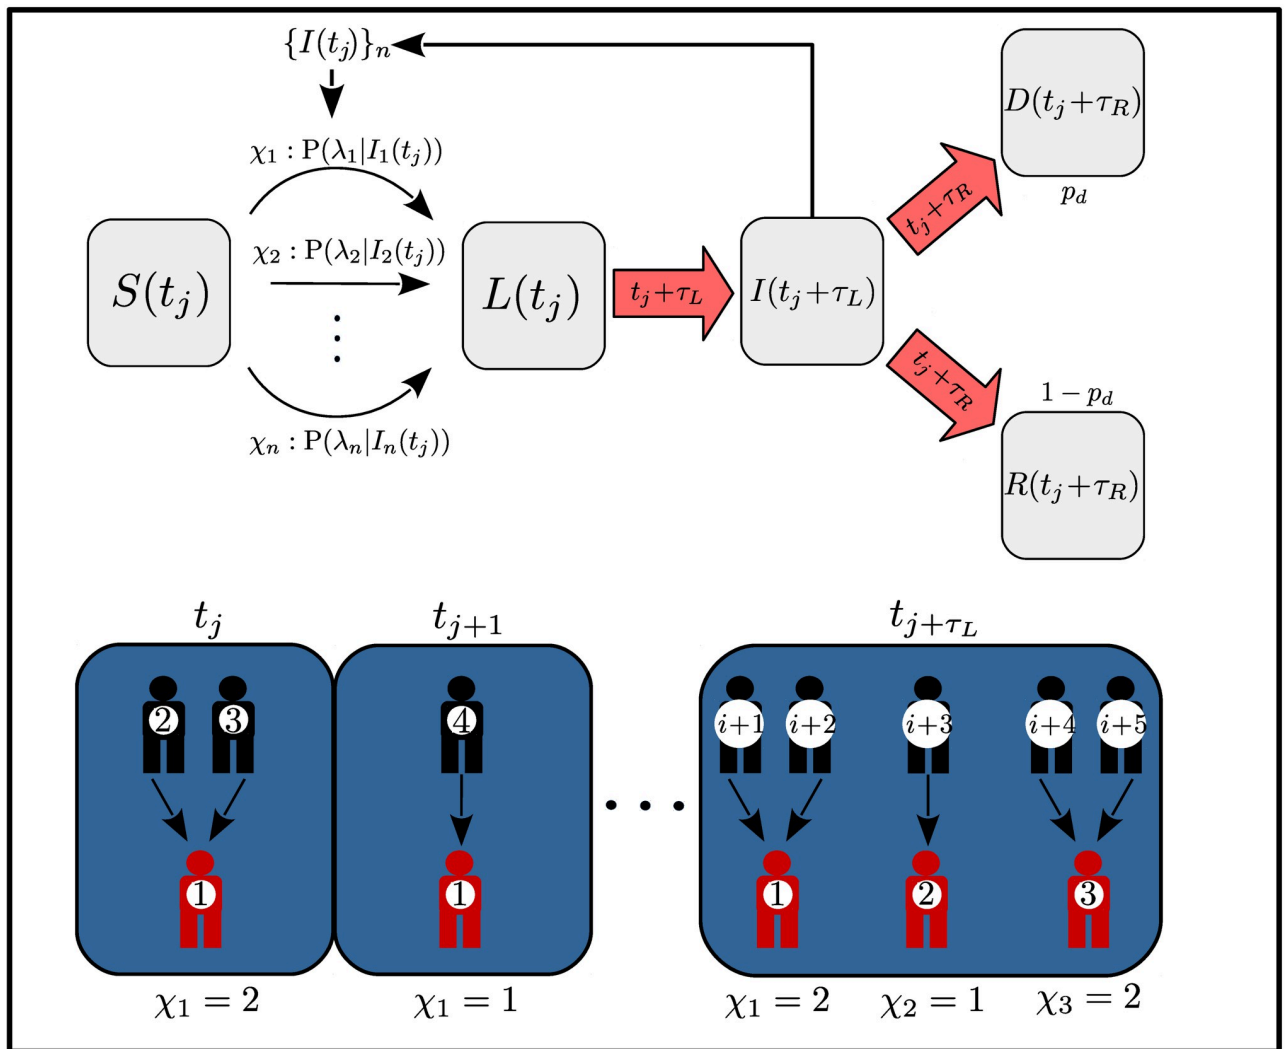 {I(t_j)}_n
χ_1 : P(λ_1|I_1(t_j))
χ_2 : P(λ_2|I_2(t_j))
χ_n : P(λ_n|I_n(t_j))
S(t_j)
L(t_j)
t_j+τ_L
I(t_j+τ_L)
t_j+τ_R
D(t_j+τ_R)
p_d
t_j+τ_R
1 − p_d
R(t_j+τ_R)
t_j
t_{j+1}
t_{j+τ_L}
2 3
4
i+1 i+2 i+3 i+4 i+5
1
1
1 2 3
χ_1 = 2
χ_1 = 1
χ_1 = 2 χ_2 = 1 χ_3 = 2